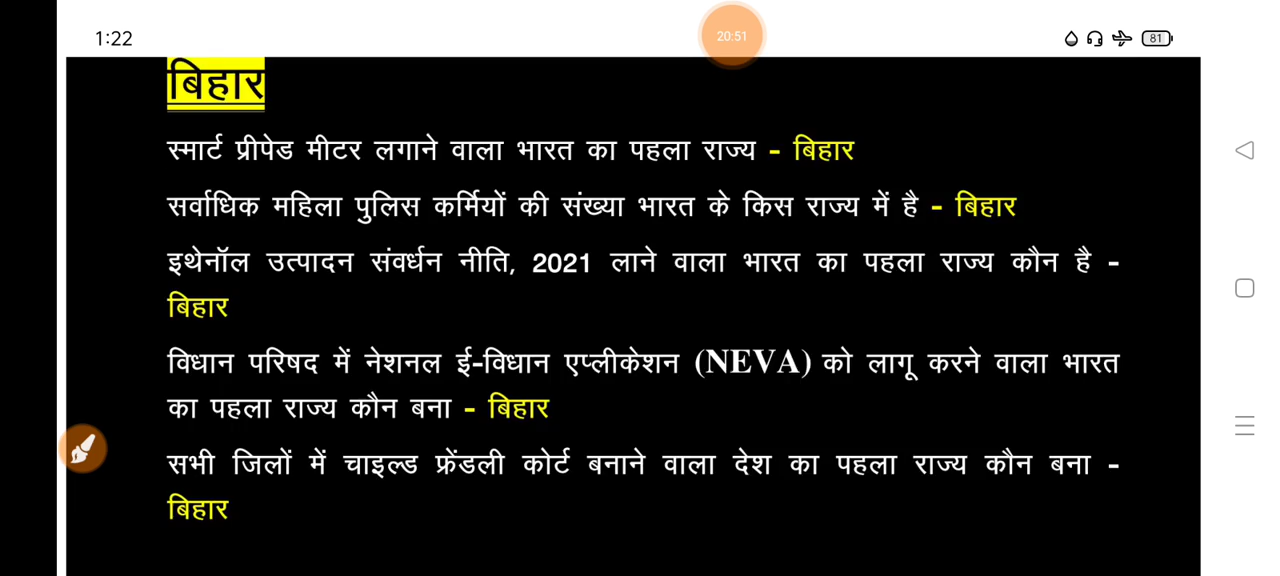 1:22
20:51
81
बिहार
स्मार्ट प्रीपेड मीटर लगाने वाला भारत का पहला राज्य - बिहार
सर्वाधिक महिला पुलिस कर्मियों की संख्या भारत के किस राज्य में है - बिहार
इथेनॉल उत्पादन संवर्धन नीति, 2021 लाने वाला भारत का पहला राज्य कौन है -
बिहार
विधान परिषद में नेशनल ई-विधान एप्लीकेशन (NEVA) को लागू करने वाला भारत
का पहला राज्य कौन बना - बिहार
सभी जिलों में चाइल्ड फ्रेंडली कोर्ट बनाने वाला देश का पहला राज्य कौन बना -
बिहार